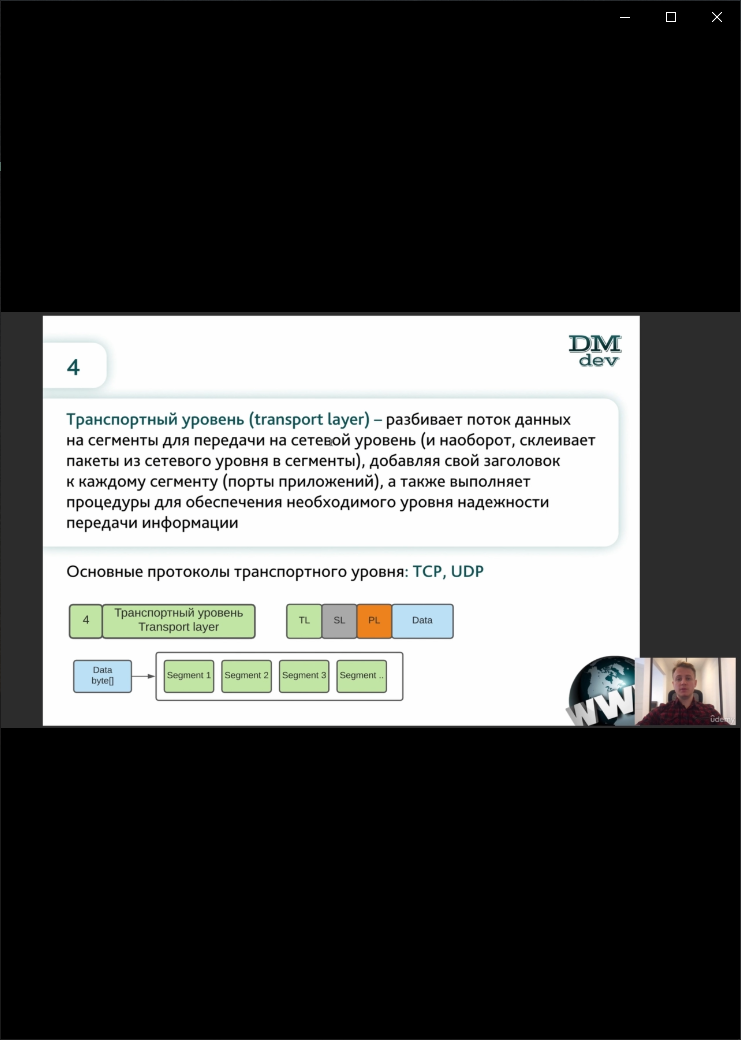 DM
dev
4
Транспортный уровень (transport layer) – разбивает поток данных
на сегменты для передачи на сетевой уровень (и наоборот, склеивает
пакеты из сетевого уровня в сегменты), добавляя свой заголовок
к каждому сегменту (порты приложений), а также выполняет
процедуры для обеспечения необходимого уровня надежности
передачи информации
Основные протоколы транспортного уровня: TCP, UDP
4 Транспортный уровень
Transport layer
TL SL PL Data
Data
byte[]
Segment 1 Segment 2 Segment 3 Segment ..